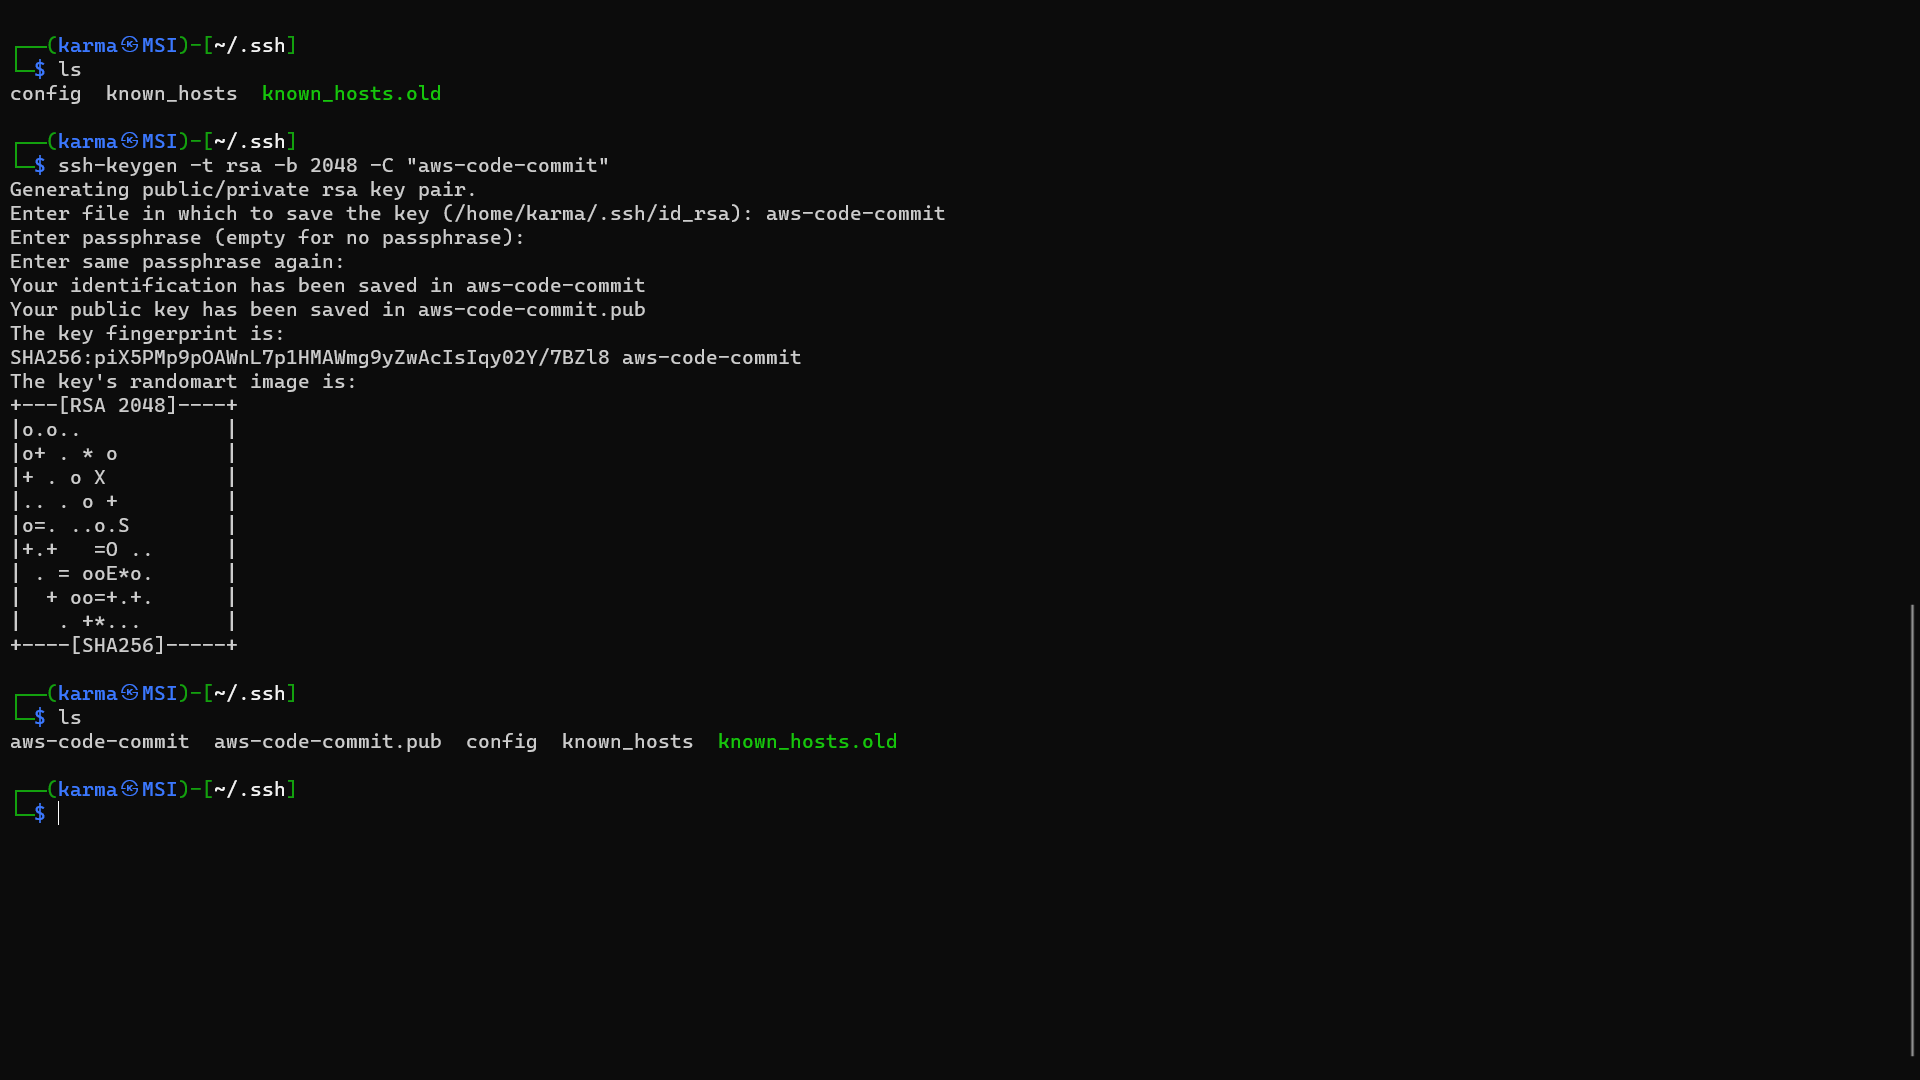 ┌──(karma㉿MSI)-[~/.ssh]
└─$ ls
config  known_hosts  known_hosts.old
┌──(karma㉿MSI)-[~/.ssh]
└─$ ssh-keygen -t rsa -b 2048 -C "aws-code-commit"
Generating public/private rsa key pair.
Enter file in which to save the key (/home/karma/.ssh/id_rsa): aws-code-commit
Enter passphrase (empty for no passphrase):
Enter same passphrase again:
Your identification has been saved in aws-code-commit
Your public key has been saved in aws-code-commit.pub
The key fingerprint is:
SHA256:piX5PMp9pOAWnL7p1HMAWmg9yZwAcIsIqy02Y/7BZl8 aws-code-commit
The key's randomart image is:
+---[RSA 2048]----+
|o.o..            |
|o+ . * o         |
|+ . o X          |
|.. . o +         |
|o=. ..o.S        |
|+.+   =O ..      |
| . = ooE*o.      |
|  + oo=+.+.      |
|   . +*...       |
+----[SHA256]-----+
┌──(karma㉿MSI)-[~/.ssh]
└─$ ls
aws-code-commit  aws-code-commit.pub  config  known_hosts  known_hosts.old
┌──(karma㉿MSI)-[~/.ssh]
└─$